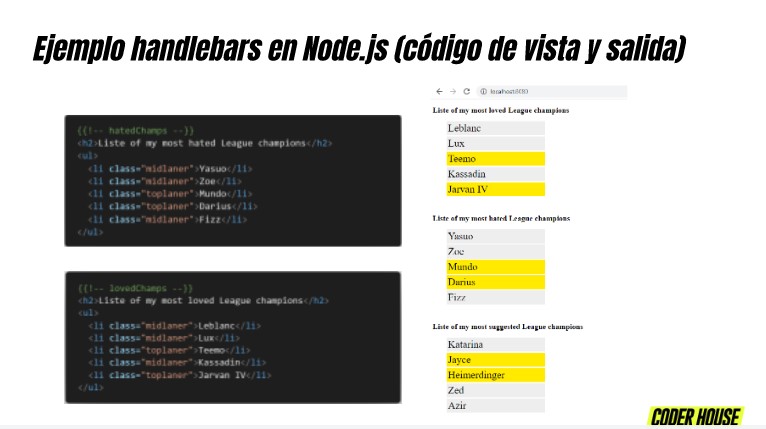 Ejemplo handlebars en Node.js (código de vista y salida)
{{!-- hatedChamps --}}
<h2>Liste of my most hated League champions</h2>
<ul>
<li class="midlaner">Yasuo</li>
<li class="midlaner">Zoe</li>
<li class="toplaner">Mundo</li>
<li class="toplaner">Darius</li>
<li class="midlaner">Fizz</li>
</ul>
{{!-- lovedChamps --}}
<h2>Liste of my most loved League champions</h2>
<ul>
<li class="midlaner">Leblanc</li>
<li class="midlaner">Lux</li>
<li class="toplaner">Teemo</li>
<li class="midlaner">Kassadin</li>
<li class="toplaner">Jarvan IV</li>
</ul>
Liste of my most loved League champions
Leblanc
Lux
Teemo
Kassadin
Jarvan IV
Liste of my most hated League champions
Yasuo
Zoe
Mundo
Darius
Fizz
Liste of my most suggested League champions
Katarina
Jayce
Heimerdinger
Zed
Azir
CODER HOUSE